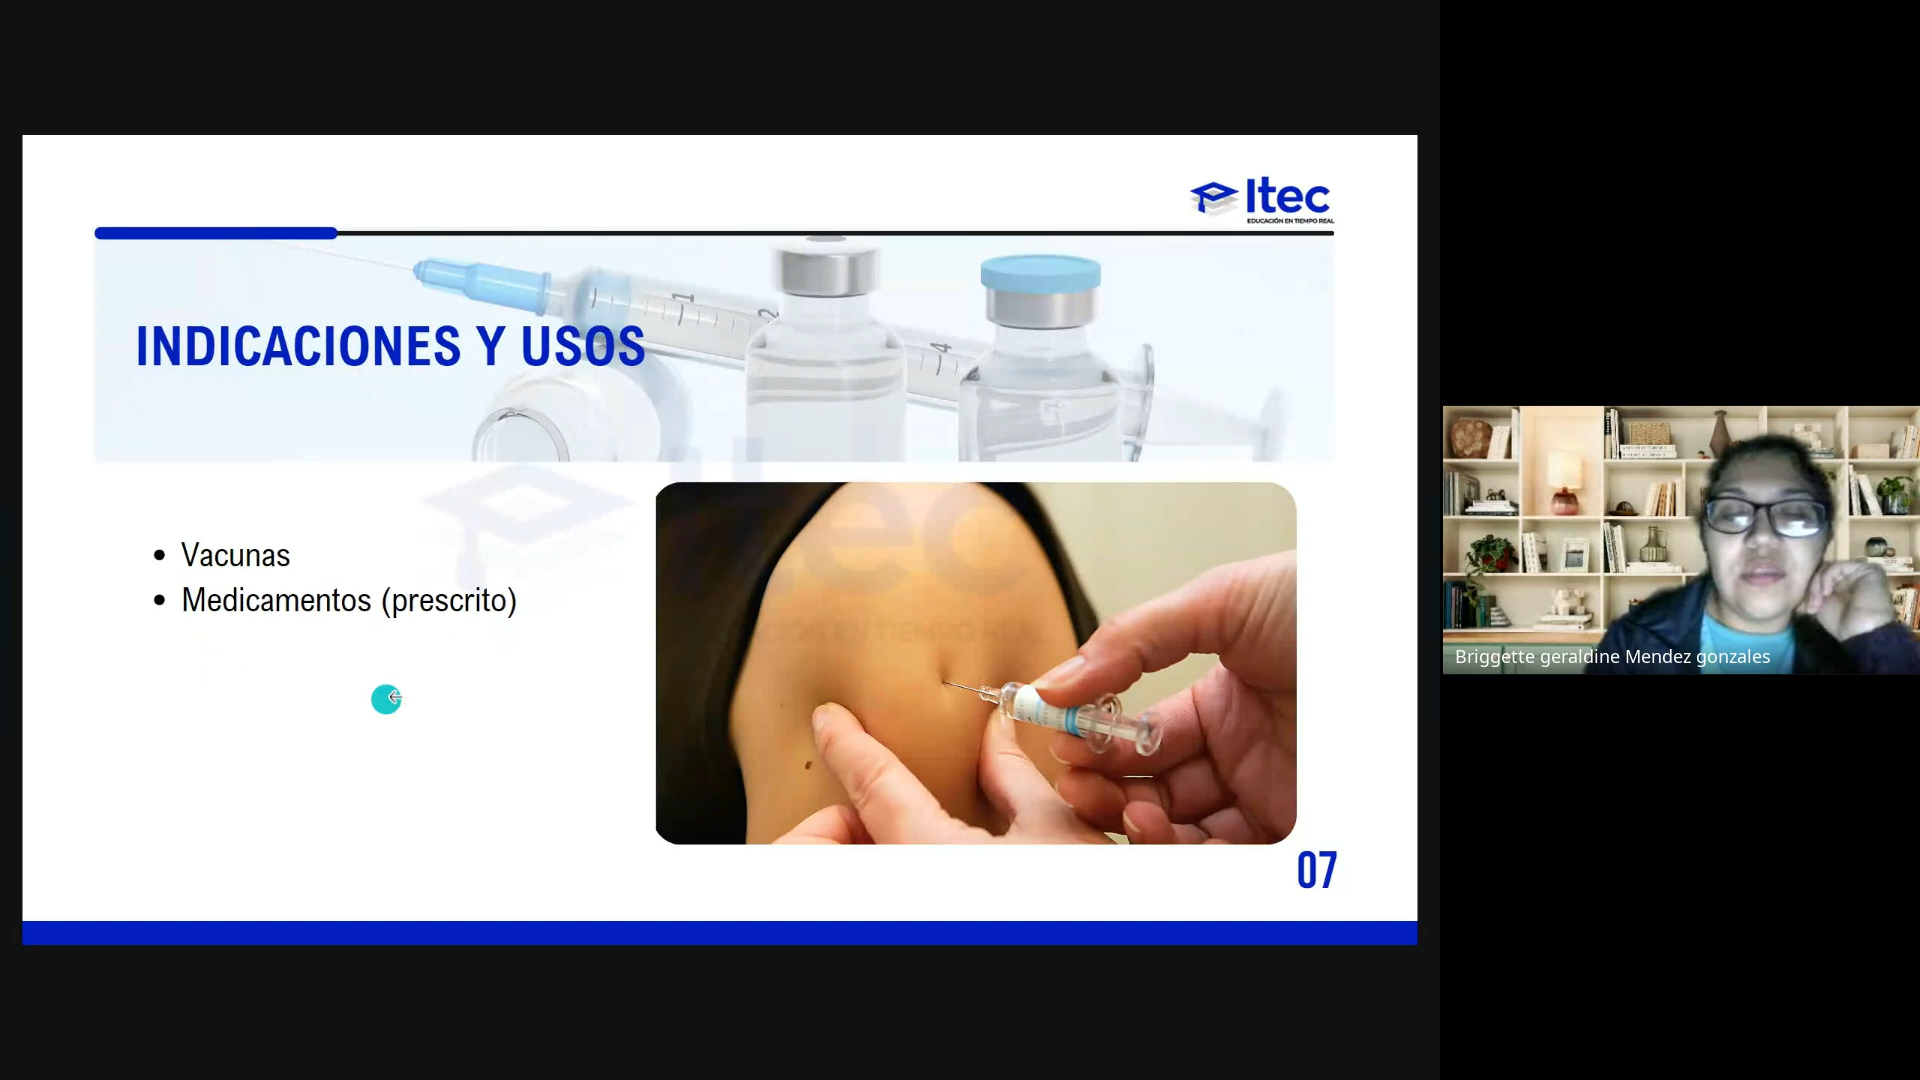 Itec
EDUCACIÓN EN TIEMPO REAL
INDICACIONES Y USOS
• Vacunas
• Medicamentos (prescrito)
07
Briggette geraldine Mendez gonzales